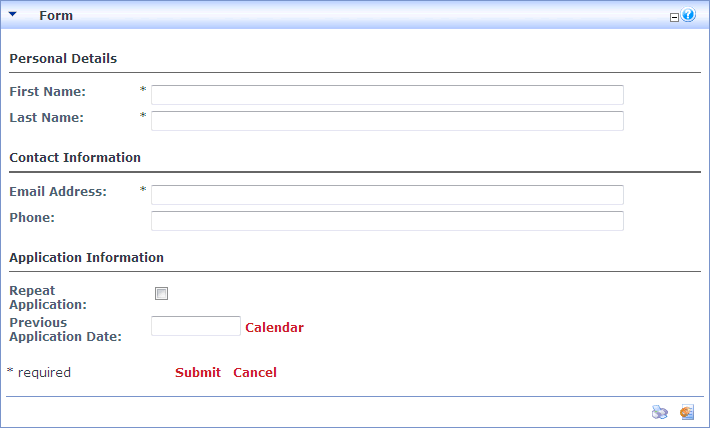 Form
Personal Details
First Name: *
Last Name: *
Contact Information
Email Address: *
Phone:
Application Information
Repeat
Application:
Previous
Application Date: Calendar
* required Submit Cancel